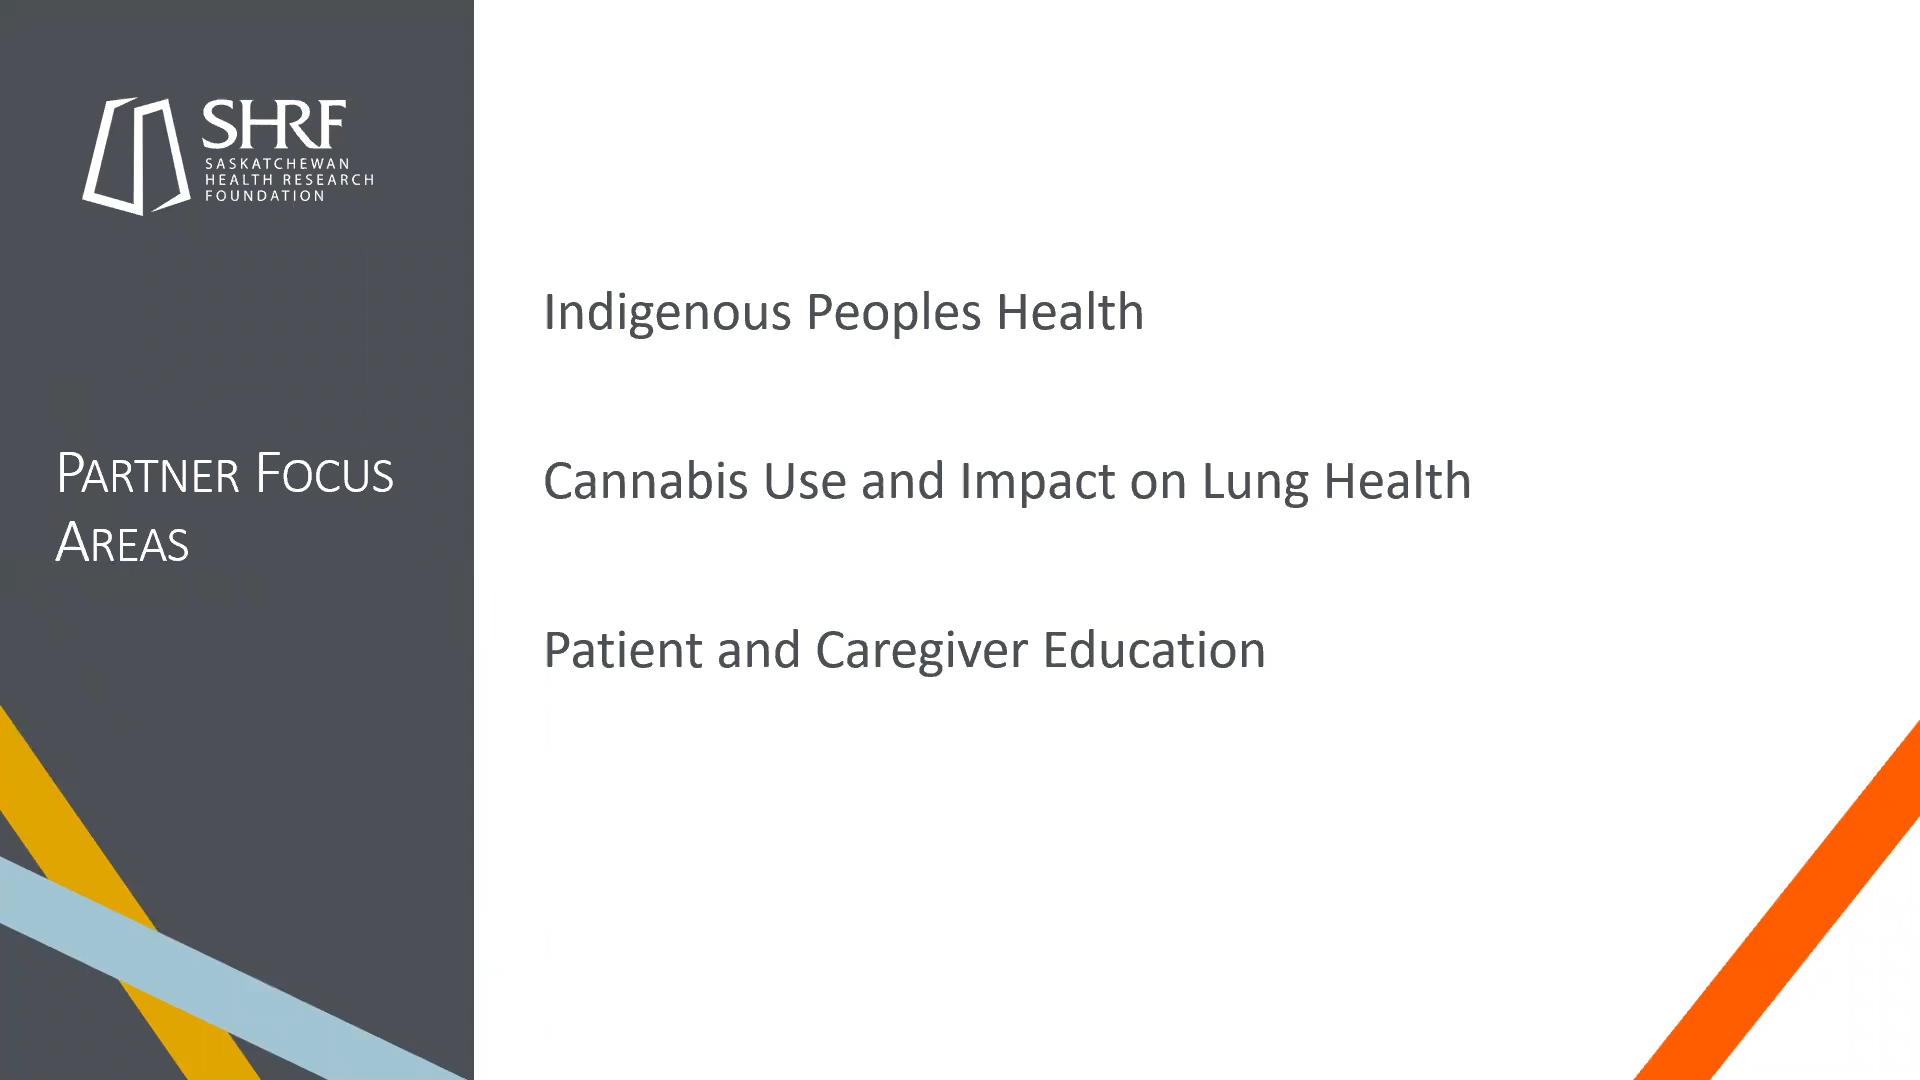 SHRF
SASKATCHEWAN
HEALTH RESEARCH
FOUNDATION
PARTNER FOCUS
AREAS
Indigenous Peoples Health
Cannabis Use and Impact on Lung Health
Patient and Caregiver Education